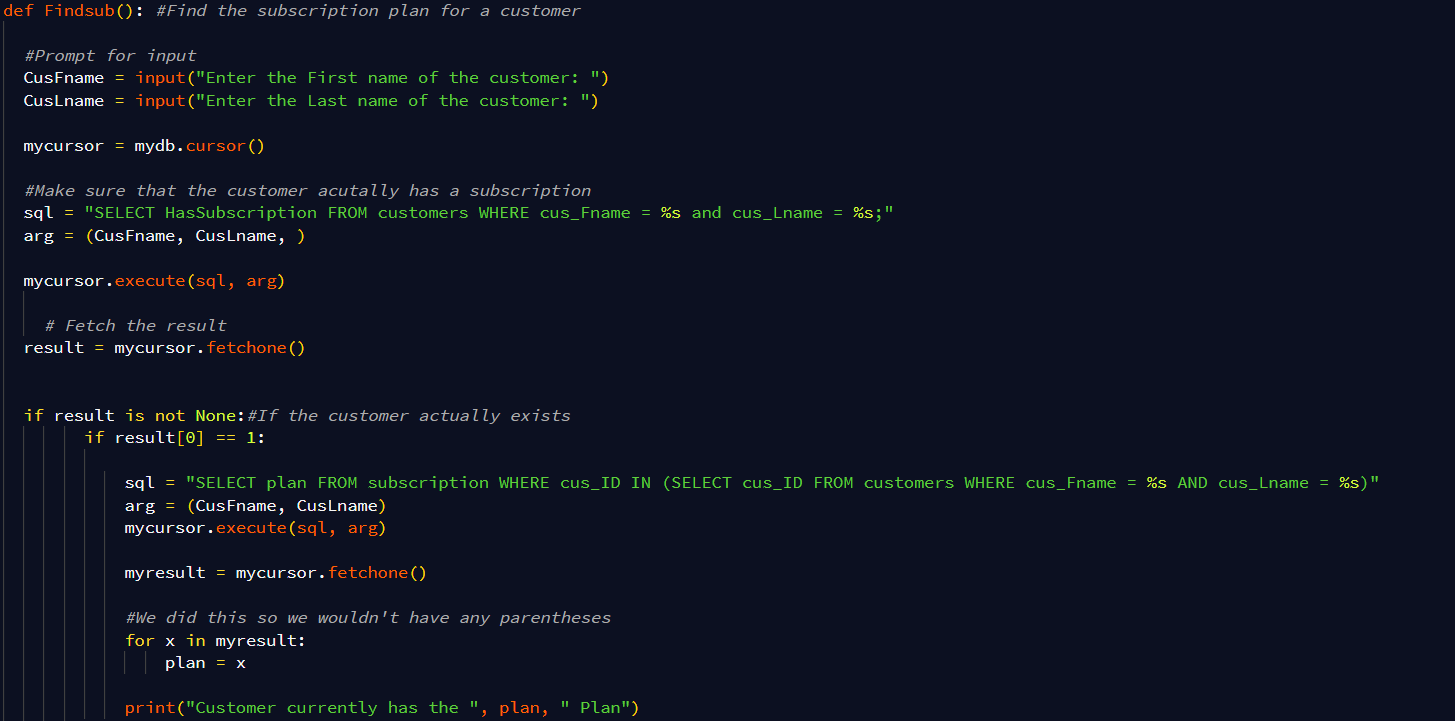 def Findsub(): #Find the subscription plan for a customer
#Prompt for input
CusFname = input("Enter the First name of the customer: ")
CusLname = input("Enter the Last name of the customer: ")
mycursor = mydb.cursor()
#Make sure that the customer acutally has a subscription
sql = "SELECT HasSubscription FROM customers WHERE cus_Fname = %s and cus_Lname = %s;"
arg = (CusFname, CusLname, )
mycursor.execute(sql, arg)
# Fetch the result
result = mycursor.fetchone()
if result is not None:#If the customer actually exists
if result[0] == 1:
sql = "SELECT plan FROM subscription WHERE cus_ID IN (SELECT cus_ID FROM customers WHERE cus_Fname = %s AND cus_Lname = %s)"
arg = (CusFname, CusLname)
mycursor.execute(sql, arg)
myresult = mycursor.fetchone()
#We did this so we wouldn't have any parentheses
for x in myresult:
plan = x
print("Customer currently has the ", plan, " Plan")